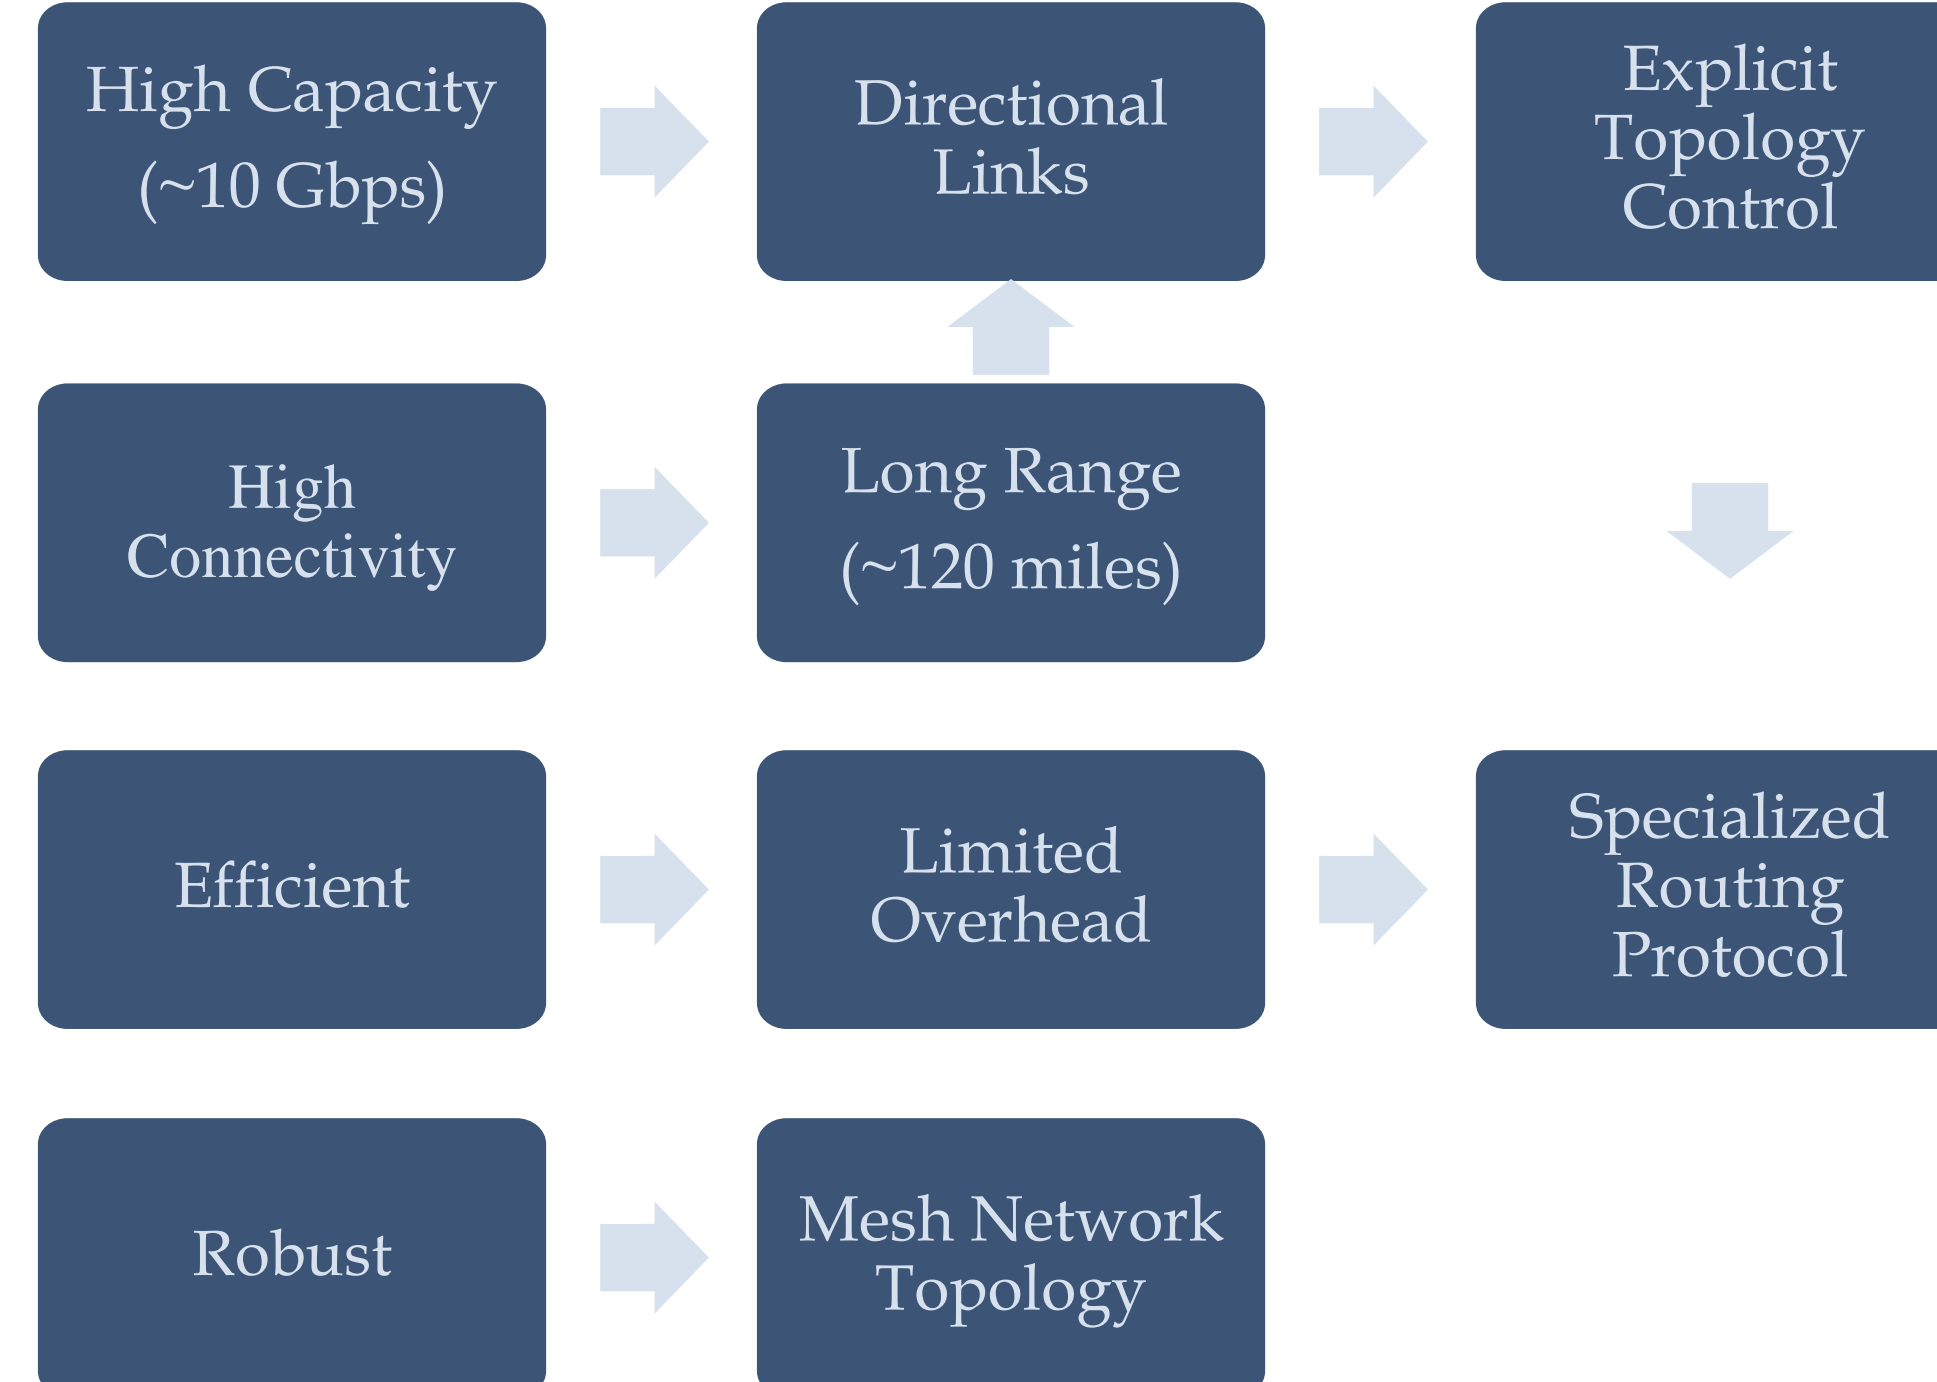 High Capacity
(~10 Gbps)
Directional
Links
Explicit
Topology
Control
High
Connectivity
Long Range
(~120 miles)
Efficient
Limited
Overhead
Specialized
Routing
Protocol
Robust
Mesh Network
Topology